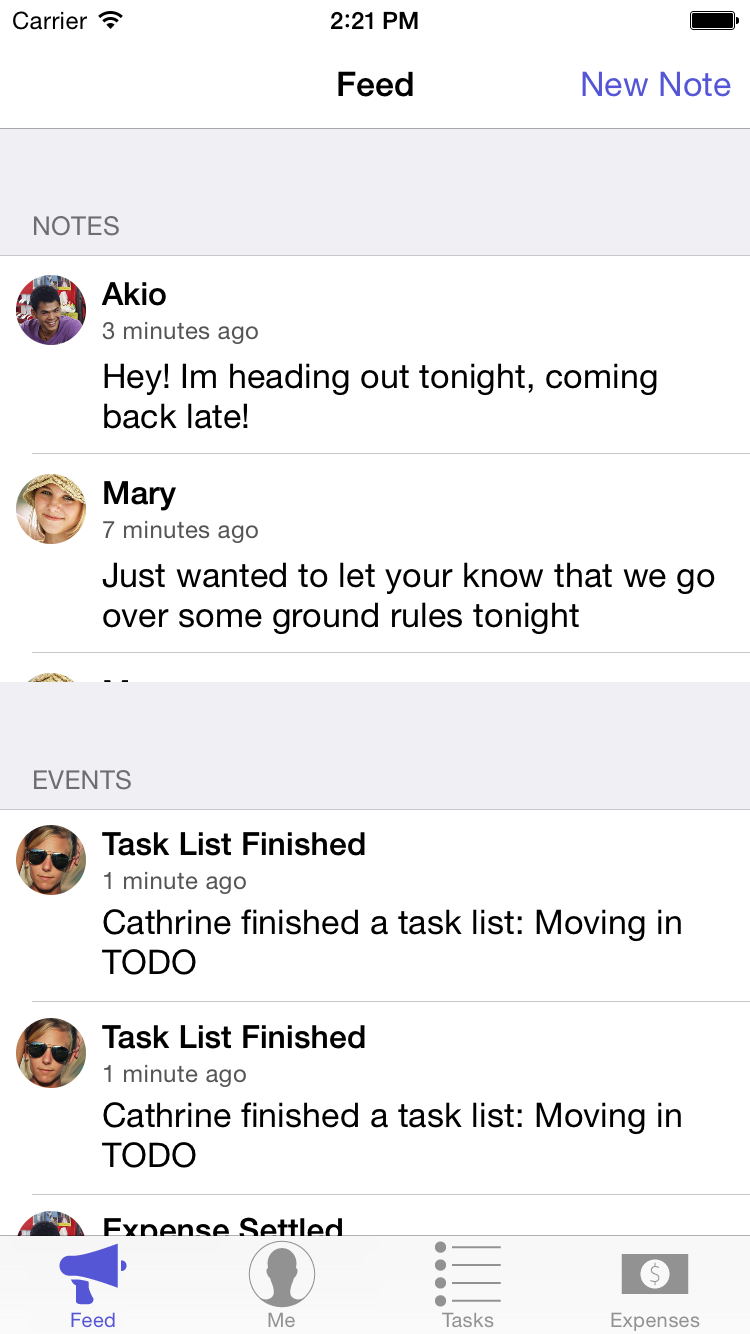 Carrier 2:21 PM
Feed New Note
NOTES
Akio
3 minutes ago
Hey! Im heading out tonight, coming
back late!
Mary
7 minutes ago
Just wanted to let your know that we go
over some ground rules tonight
EVENTS
Task List Finished
1 minute ago
Cathrine finished a task list: Moving in
TODO
Task List Finished
1 minute ago
Cathrine finished a task list: Moving in
TODO
Expense Settled
Feed Me Tasks Expenses